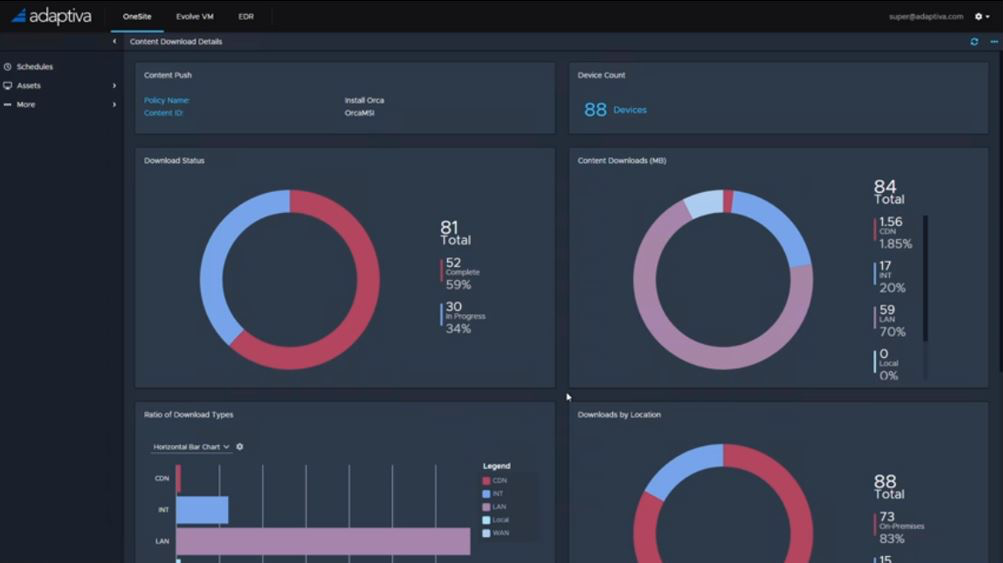 adaptiva
OneSite
Evolve VM
EDR
super@adaptiva.com
Content Download Details
Schedules
Assets
More
Content Push
Policy Name:
Install Orca
Content ID:
OrcaMSI
Device Count
88 Devices
Download Status
81
Total
52
Complete
59%
30
In Progress
34%
Content Downloads (MB)
84
Total
1.56
CDN
1.85%
17
INT
20%
59
LAN
70%
0
Local
0%
Ratio of Download Types
Horizontal Bar Chart
CDN
INT
LAN
Legend
CDN
INT
LAN
Local
WAN
Downloads by Location
88
Total
73
On-Premises
83%
15